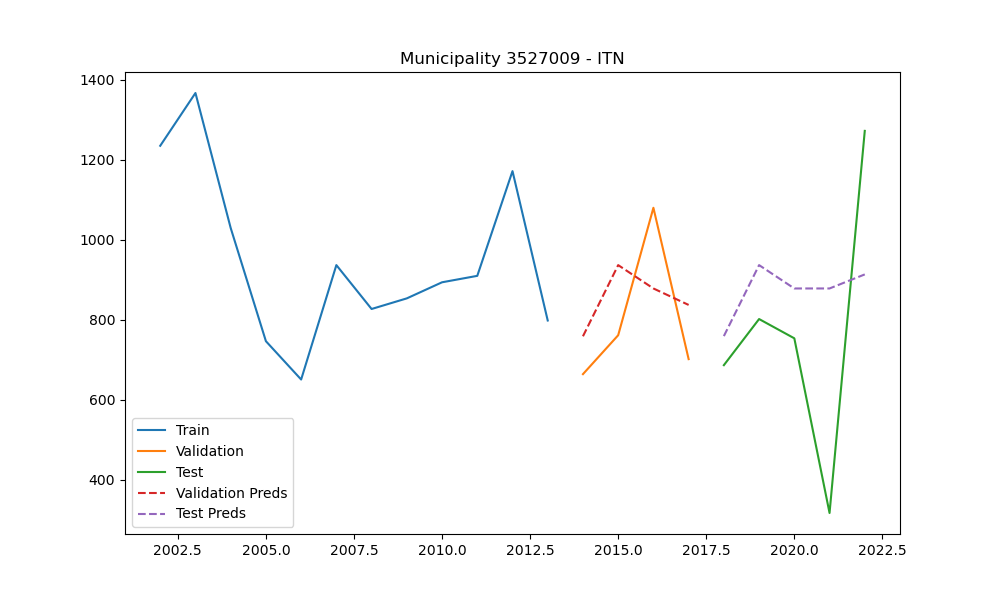 Municipality 3527009 - ITN
1400
1200
1000
800
600
400
Train
Validation
Test
Validation Preds
Test Preds
2002.5 2005.0 2007.5 2010.0 2012.5 2015.0 2017.5 2020.0 2022.5